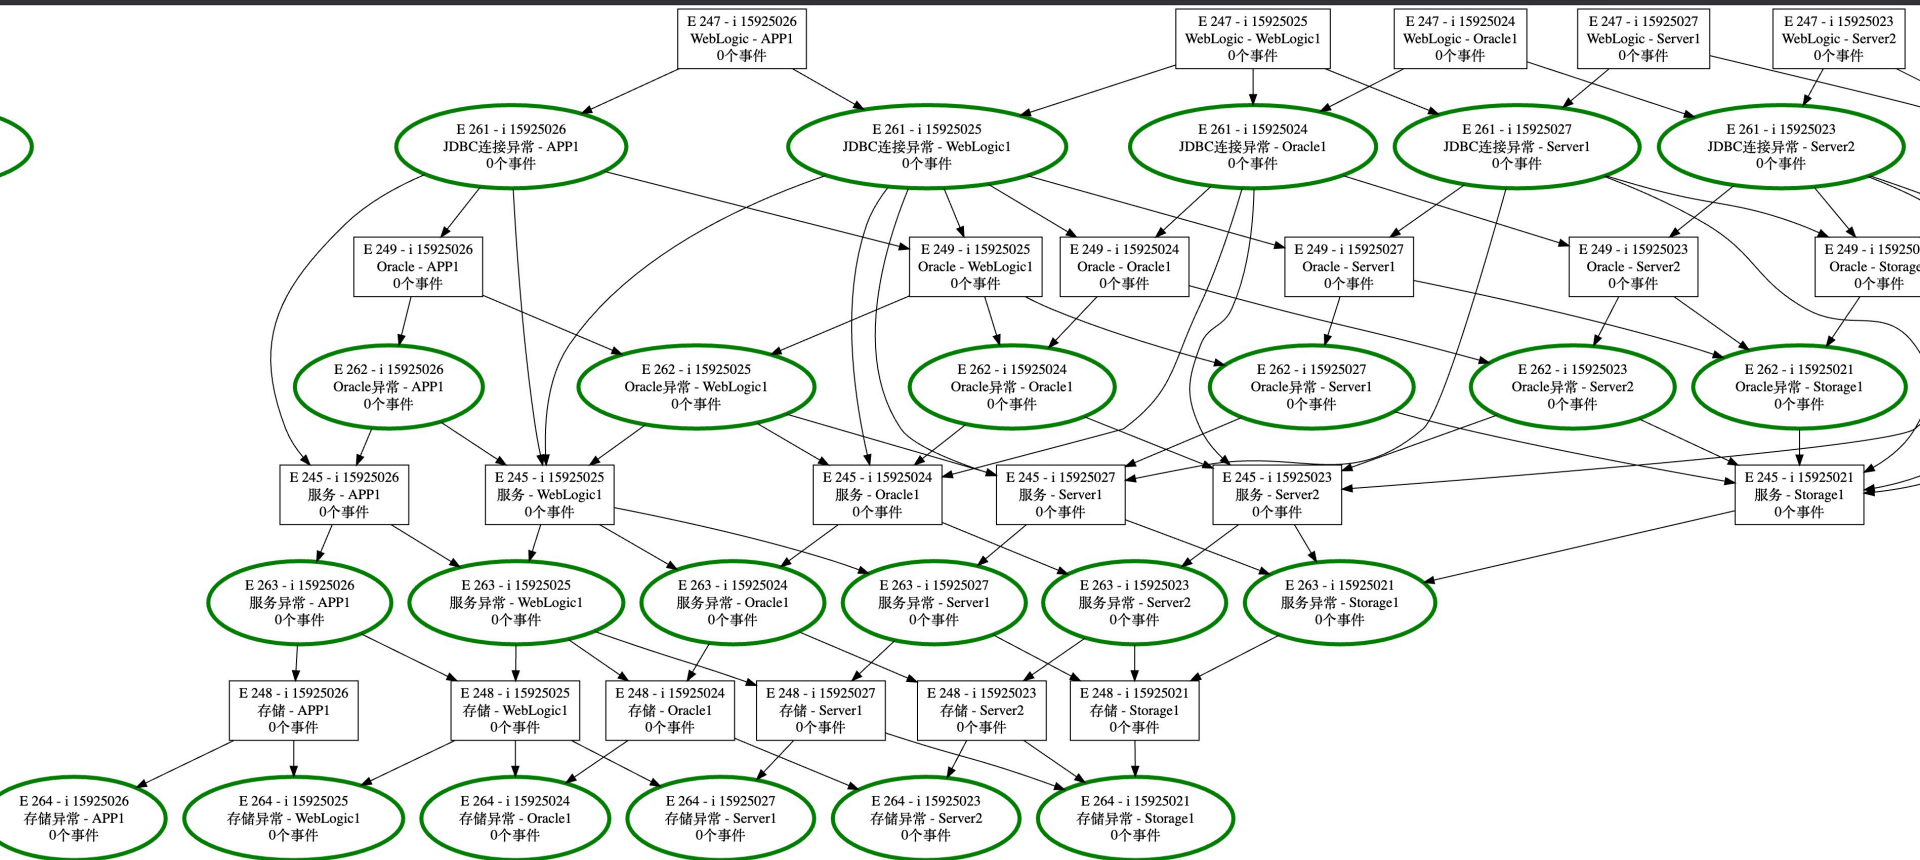 E 247 - i 15925026
WebLogic - APP1
0个事件
E 247 - i 15925025
WebLogic - WebLogic1
0个事件
E 247 - i 15925024
WebLogic - Oracle1
0个事件
E 247 - i 15925027
WebLogic - Server1
0个事件
E 247 - i 15925023
WebLogic - Server2
0个事件
E 261 - i 15925026
JDBC连接异常 - APP1
0个事件
E 261 - i 15925025
JDBC连接异常 - WebLogic1
0个事件
E 261 - i 15925024
JDBC连接异常 - Oracle1
0个事件
E 261 - i 15925027
JDBC连接异常 - Server1
0个事件
E 261 - i 15925023
JDBC连接异常 - Server2
0个事件
E 249 - i 15925026
Oracle - APP1
0个事件
E 249 - i 15925025
Oracle - WebLogic1
0个事件
E 249 - i 15925024
Oracle - Oracle1
0个事件
E 249 - i 15925027
Oracle - Server1
0个事件
E 249 - i 15925023
Oracle - Server2
0个事件
E 249 - i 159250
Oracle - Storage
0个事件
E 262 - i 15925026
Oracle异常 - APP1
0个事件
E 262 - i 15925025
Oracle异常 - WebLogic1
0个事件
E 262 - i 15925024
Oracle异常 - Oracle1
0个事件
E 262 - i 15925027
Oracle异常 - Server1
0个事件
E 262 - i 15925023
Oracle异常 - Server2
0个事件
E 262 - i 15925021
Oracle异常 - Storage1
0个事件
E 245 - i 15925026
服务 - APP1
0个事件
E 245 - i 15925025
服务 - WebLogic1
0个事件
E 245 - i 15925024
服务 - Oracle1
0个事件
E 245 - i 15925027
服务 - Server1
0个事件
E 245 - i 15925023
服务 - Server2
0个事件
E 245 - i 15925021
服务 - Storage1
0个事件
E 263 - i 15925026
服务异常 - APP1
0个事件
E 263 - i 15925025
服务异常 - WebLogic1
0个事件
E 263 - i 15925024
服务异常 - Oracle1
0个事件
E 263 - i 15925027
服务异常 - Server1
0个事件
E 263 - i 15925023
服务异常 - Server2
0个事件
E 263 - i 15925021
服务异常 - Storage1
0个事件
E 248 - i 15925026
存储 - APP1
0个事件
E 248 - i 15925025
存储 - WebLogic1
0个事件
E 248 - i 15925024
存储 - Oracle1
0个事件
E 248 - i 15925027
存储 - Server1
0个事件
E 248 - i 15925023
存储 - Server2
0个事件
E 248 - i 15925021
存储 - Storage1
0个事件
E 264 - i 15925026
存储异常 - APP1
0个事件
E 264 - i 15925025
存储异常 - WebLogic1
0个事件
E 264 - i 15925024
存储异常 - Oracle1
0个事件
E 264 - i 15925027
存储异常 - Server1
0个事件
E 264 - i 15925023
存储异常 - Server2
0个事件
E 264 - i 15925021
存储异常 - Storage1
0个事件